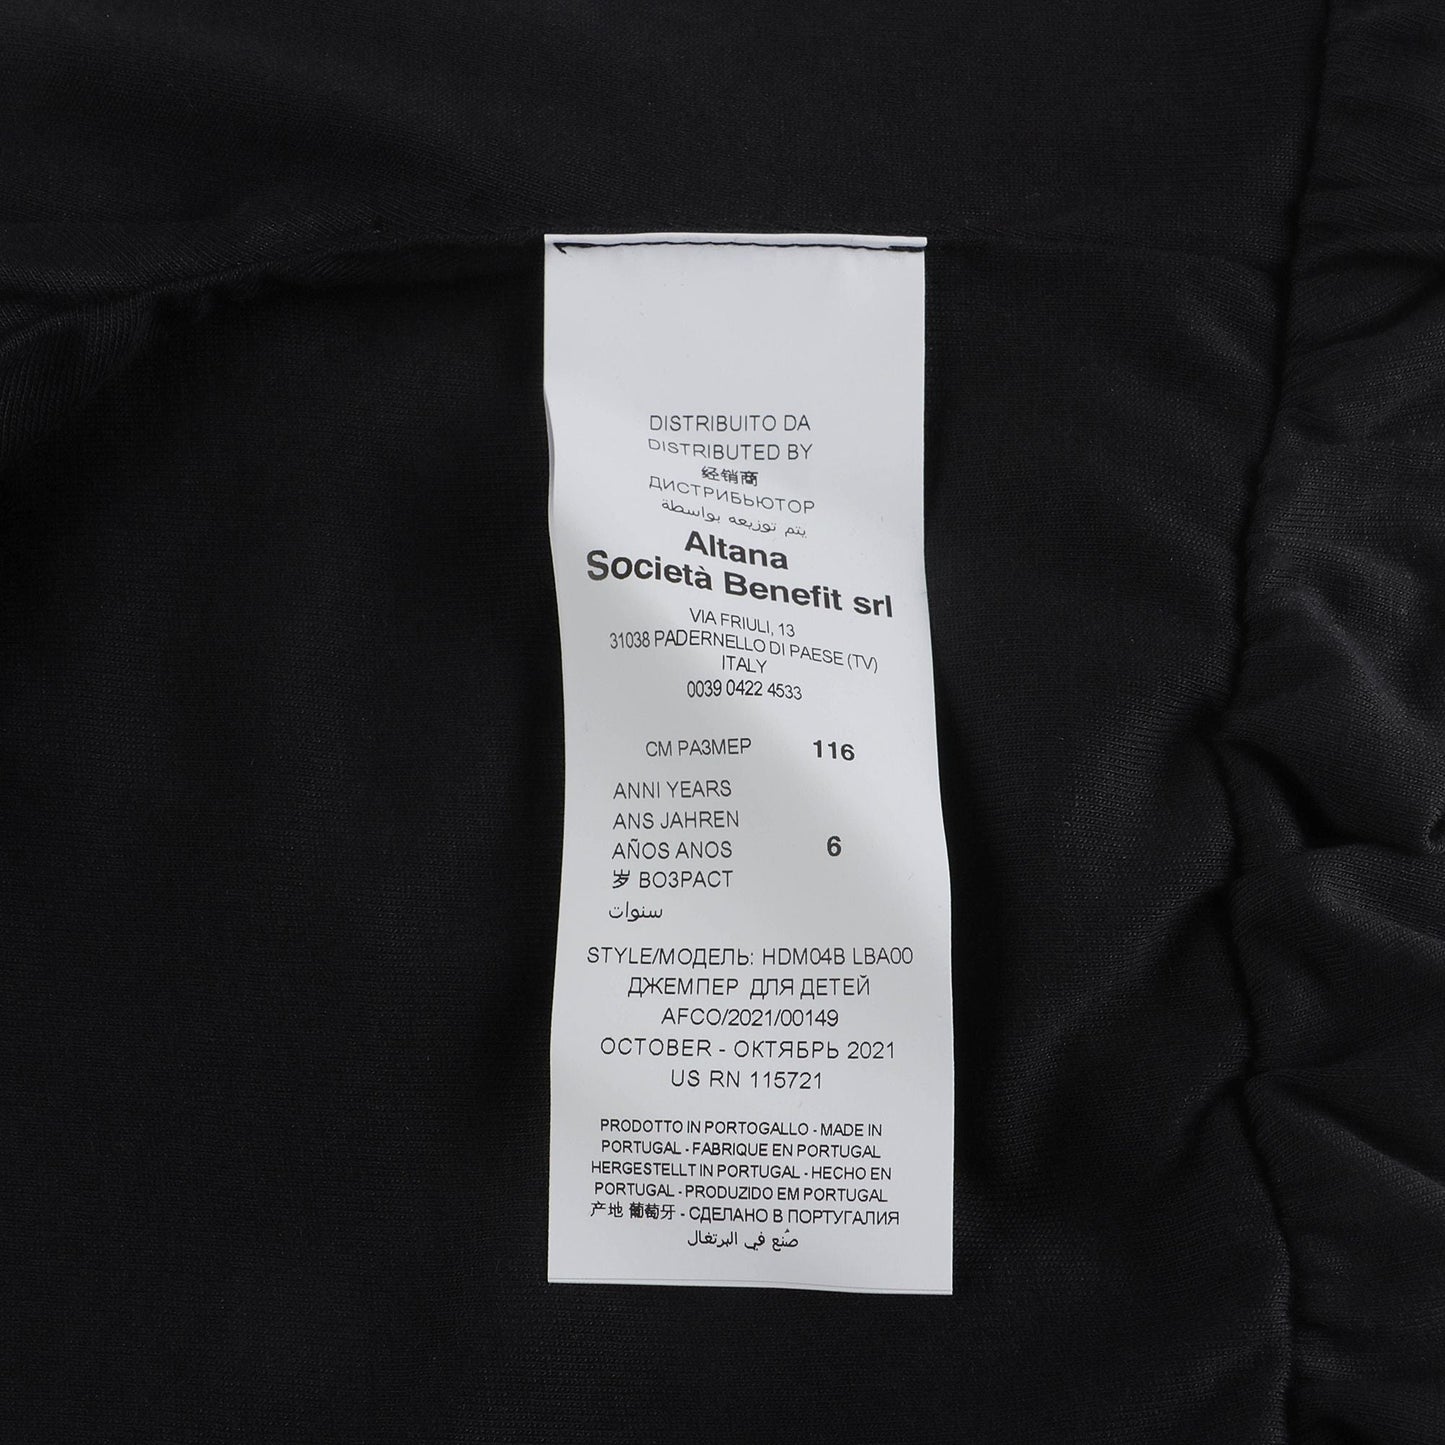 DISTRIBUITO DA
DISTRIBUTED BY
经销商
ДИСТРИБЬЮТОР
يتم توزيعه بواسطة
Altana
Società Benefit srl
VIA FRIULI, 13
31038 PADERNELLO DI PAESE (TV)
ITALY
0039 0422 4533
CM РАЗМЕР 116
ANNI YEARS
ANS JAHREN
AÑOS ANOS 6
岁 ВОЗРАСТ
سنوات
STYLE/МОДЕЛЬ: HDM04B LBA00
ДЖЕМПЕР ДЛЯ ДЕТЕЙ
AFCO/2021/00149
OCTOBER - ОКТЯБРЬ 2021
US RN 115721
PRODOTTO IN PORTOGALLO - MADE IN
PORTUGAL - FABRIQUE EN PORTUGAL
HERGESTELLT IN PORTUGAL - HECHO EN
PORTUGAL - PRODUZIDO EM PORTUGAL
产地 葡萄牙 - СДЕЛАНО В ПОРТУГАЛИЯ
صُنع في البرتغال